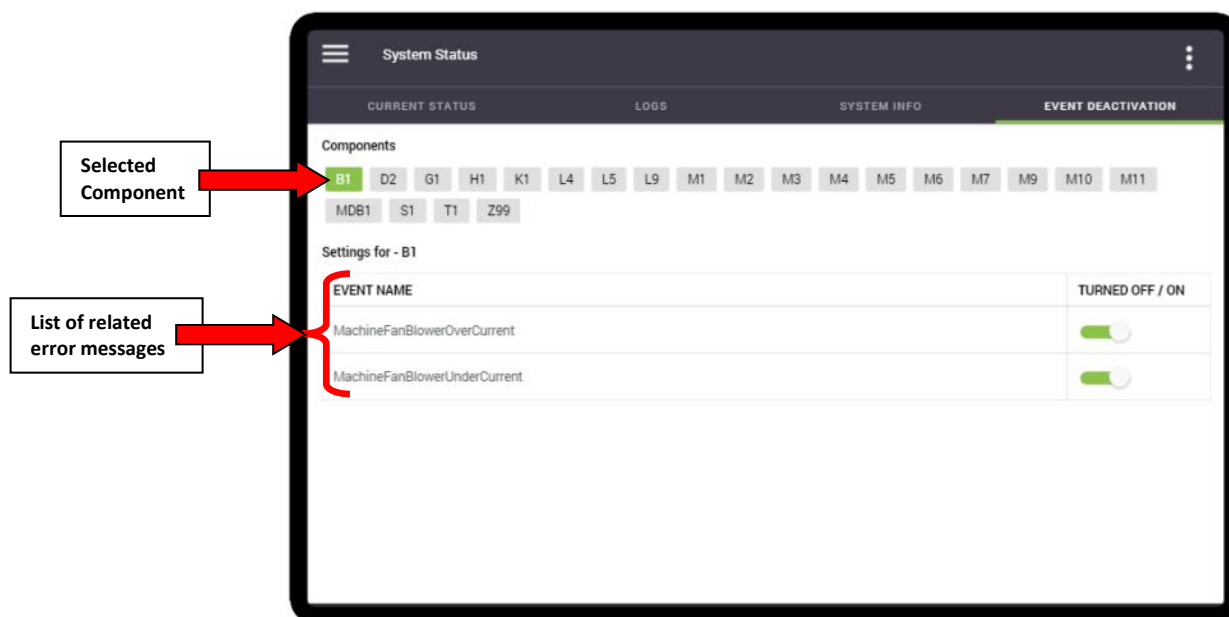 System Status
CURRENT STATUS LOGS SYSTEM INFO EVENT DEACTIVATION
Components
Selected
Component
B1 D2 G1 H1 K1 L4 L5 L9 M1 M2 M3 M4 M5 M6 M7 M9 M10 M11
MDB1 S1 T1 Z99
Settings for - B1
EVENT NAME TURNED OFF / ON
List of related
error messages
MachineFanBlowerOverCurrent
MachineFanBlowerUnderCurrent